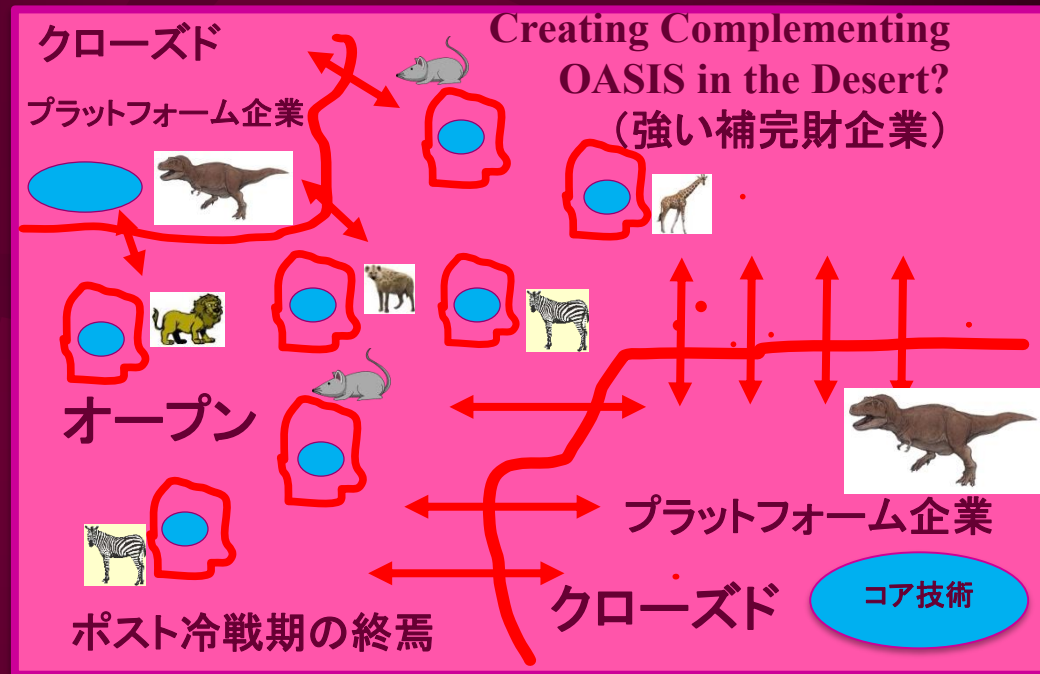 クローズド
プラットフォーム企業
Creating Complementing
OASIS in the Desert?
（強い補完財企業）
オープン
プラットフォーム企業
クローズド
コア技術
ポスト冷戦期の終焉